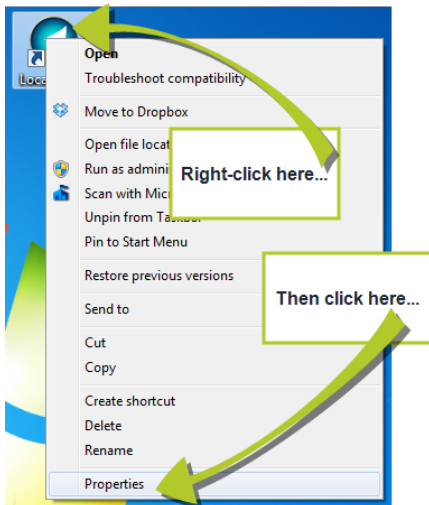 Loca
Open
Troubleshoot compatibility
Move to Dropbox
Open file locat
Run as admini
Right-click here...
Scan with Mic
Unpin from Taskbar
Pin to Start Menu
Restore previous versions
Then click here...
Send to
Cut
Copy
Create shortcut
Delete
Rename
Properties